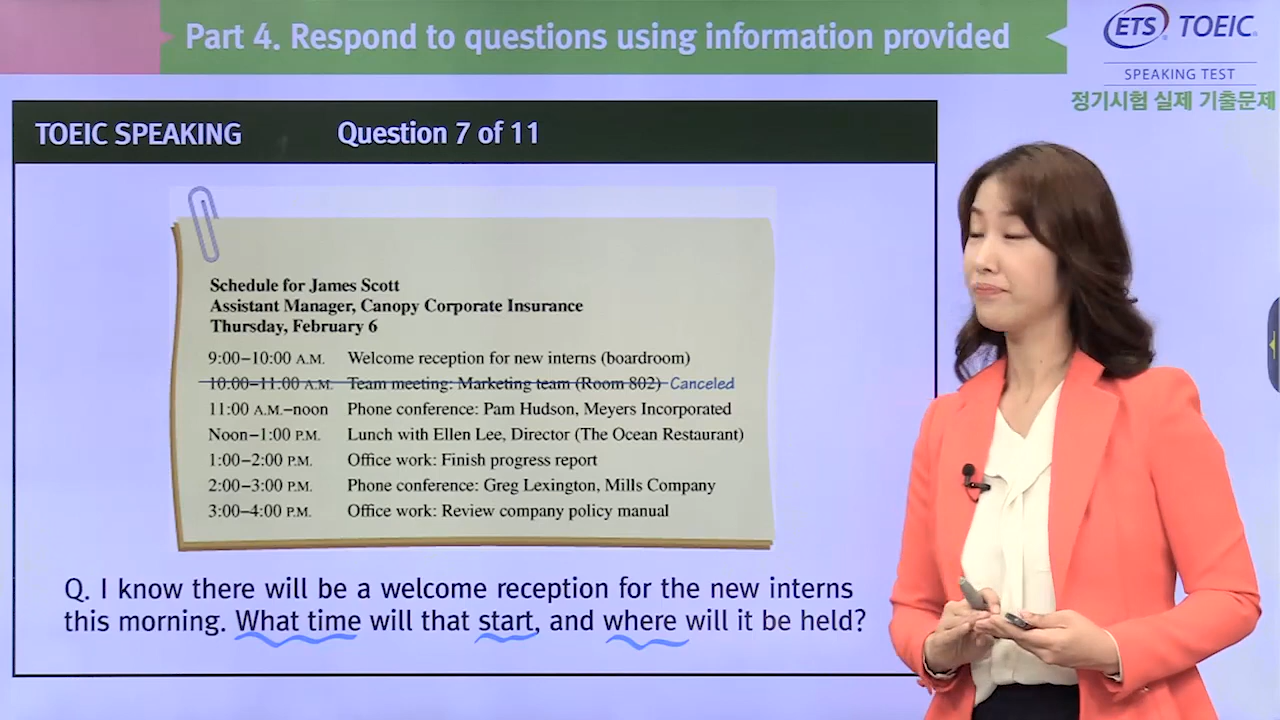 Part 4. Respond to questions using information provided
ETS TOEIC
SPEAKING TEST
정기시험 실제 기출문제
TOEIC SPEAKING Question 7 of 11
Schedule for James Scott
Assistant Manager, Canopy Corporate Insurance
Thursday, February 6
9:00–10:00 A.M. Welcome reception for new interns (boardroom)
10:00–11:00 A.M. Team meeting: Marketing team (Room 802) Canceled
11:00 A.M.–noon Phone conference: Pam Hudson, Meyers Incorporated
Noon–1:00 P.M. Lunch with Ellen Lee, Director (The Ocean Restaurant)
1:00–2:00 P.M. Office work: Finish progress report
2:00–3:00 P.M. Phone conference: Greg Lexington, Mills Company
3:00–4:00 P.M. Office work: Review company policy manual
Q. I know there will be a welcome reception for the new interns
this morning. What time will that start, and where will it be held?